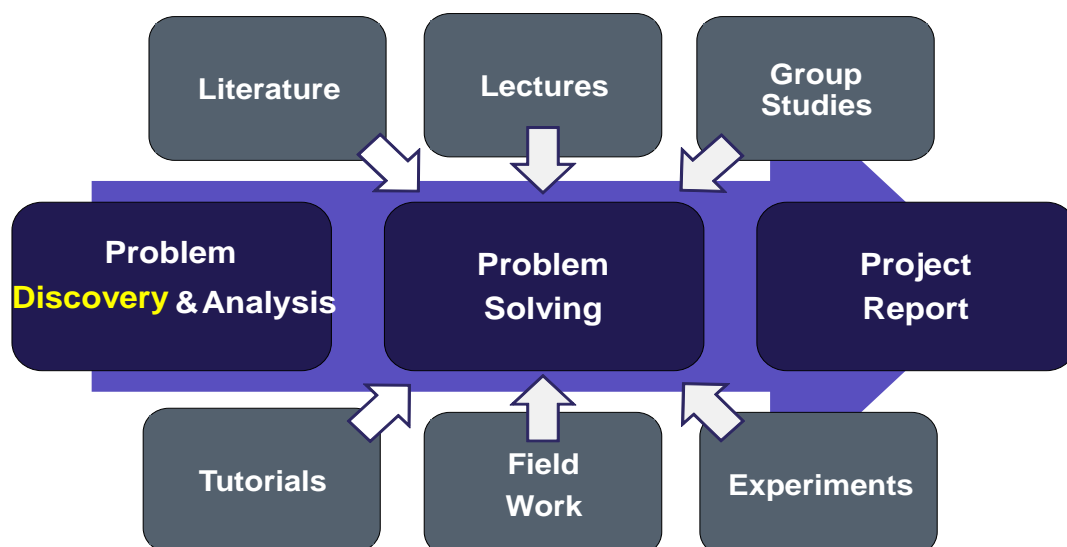 Literature
Lectures
Group
Studies
Problem
Discovery & Analysis
Problem
Solving
Project
Report
Tutorials
Field
Work
Experiments